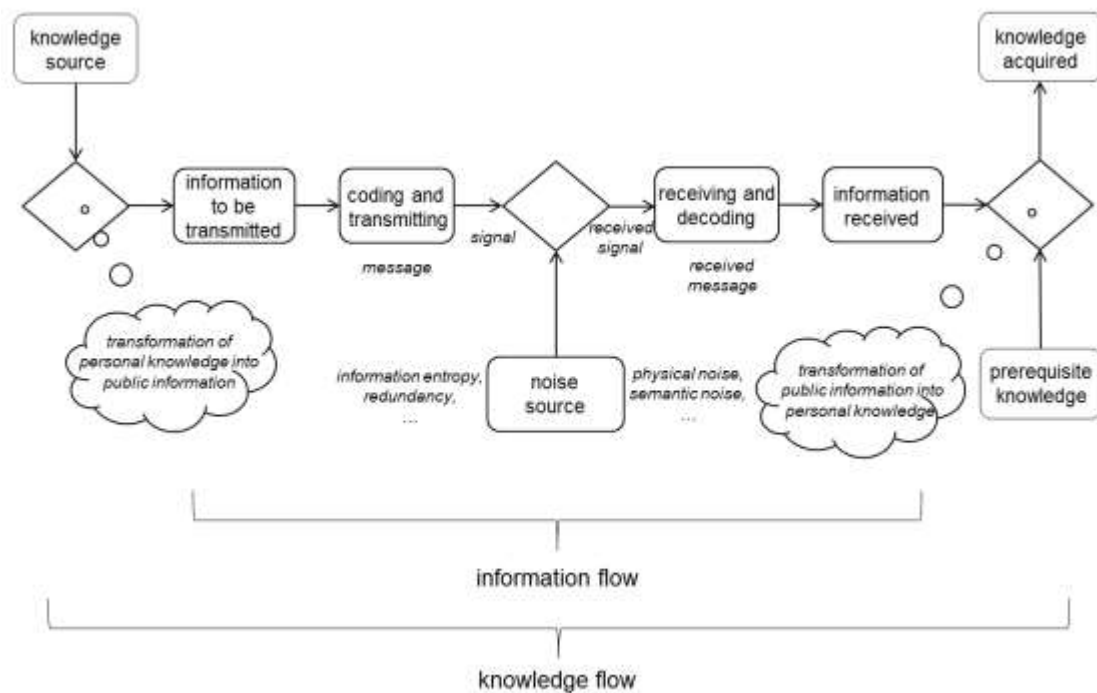 knowledge
source
knowledge
acquired
information
to be
transmitted
coding and
transmitting
signal
message
received
signal
receiving and
decoding
received
message
information
received
transformation of
personal knowledge into
public information
information entropy,
redundancy,
...
noise
source
physical noise,
semantic noise,
...
transformation of
public information into
personal knowledge
prerequisite
knowledge
information flow
knowledge flow